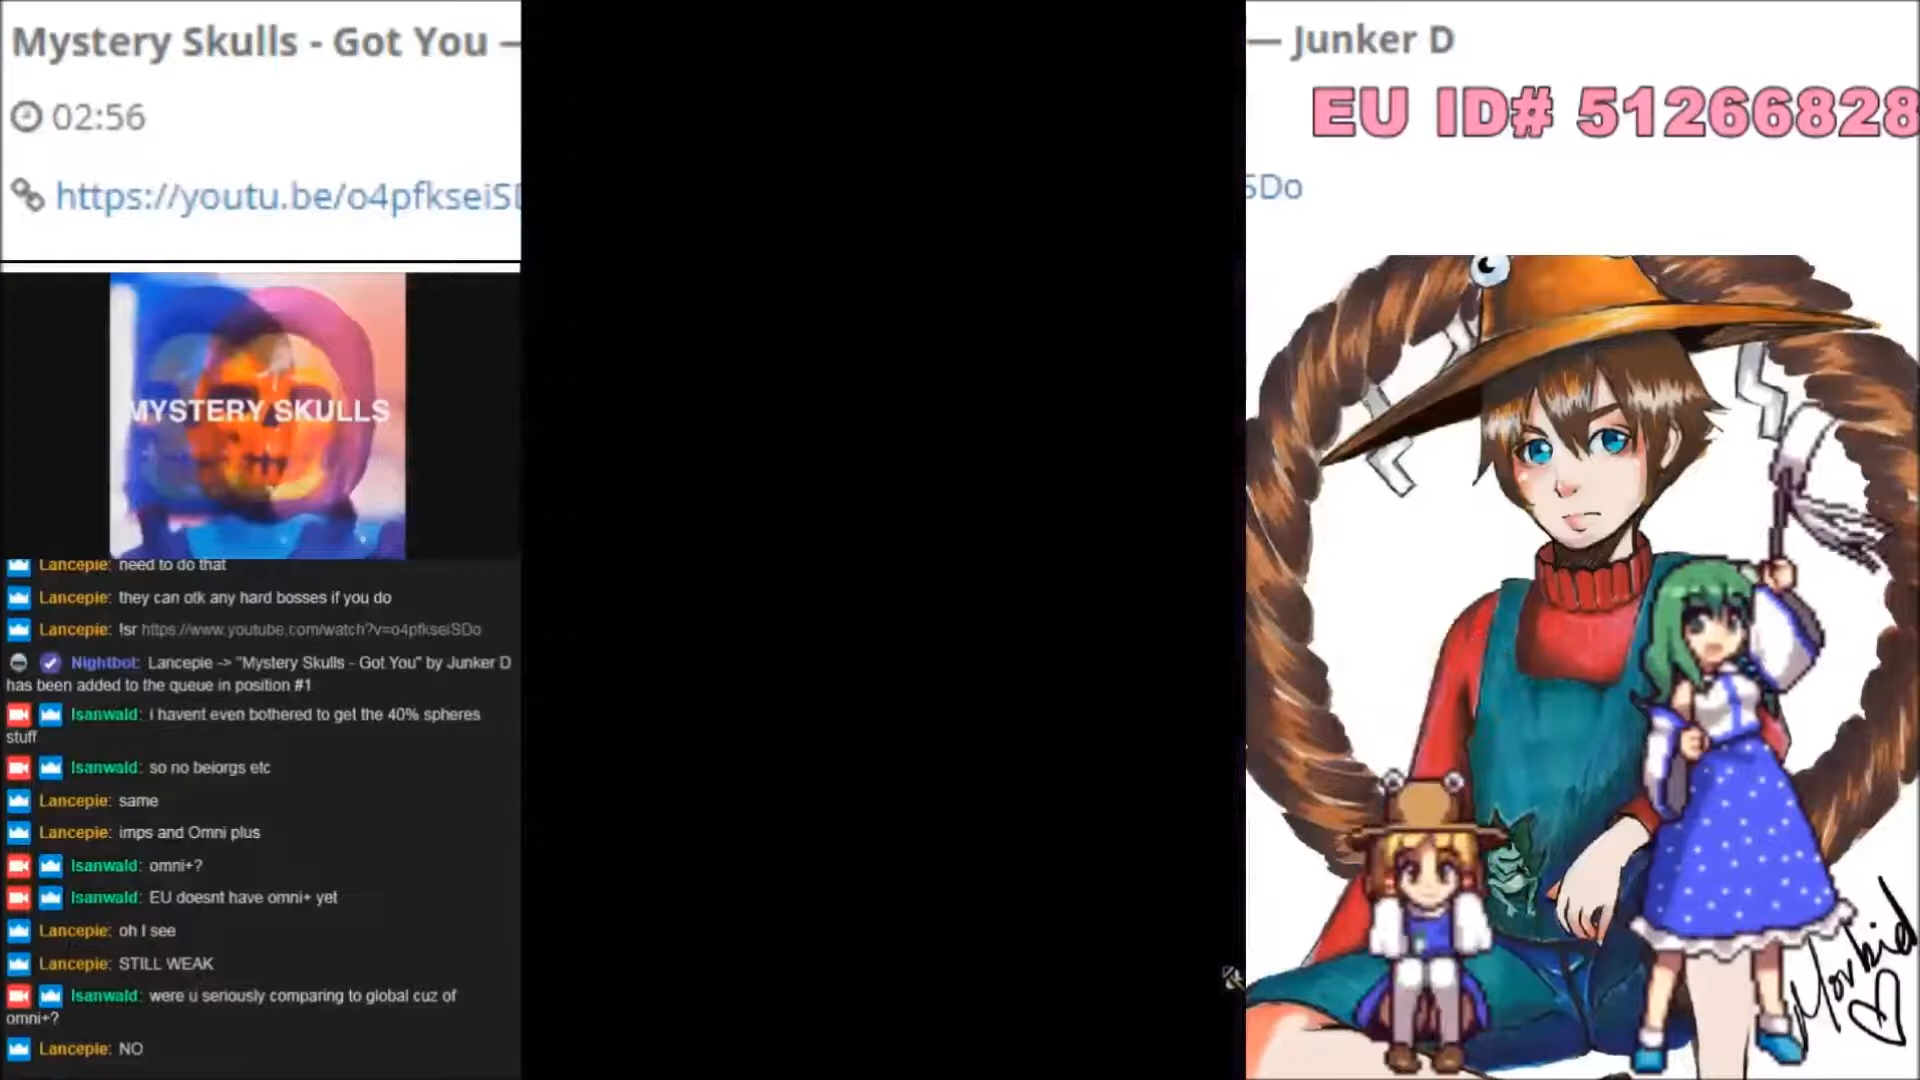 Mystery Skulls - Got You —
02:56
https://youtu.be/o4pfkseiSD
MYSTERY SKULLS
Lancepie: need to do that
Lancepie: they can otk any hard bosses if you do
Lancepie: !sr https://www.youtube.com/watch?v=o4pfkseiSDo
Nightbot: Lancepie -> "Mystery Skulls - Got You" by Junker D
has been added to the queue in position #1
Isanwald: i havent even bothered to get the 40% spheres
stuff
Isanwald: so no beiorgs etc
Lancepie: same
Lancepie: imps and Omni plus
Isanwald: omni+?
Isanwald: EU doesnt have omni+ yet
Lancepie: oh I see
Lancepie: STILL WEAK
Isanwald: were u seriously comparing to global cuz of
omni+?
Lancepie: NO
— Junker D
EU ID# 51266828
SDo
Morbid